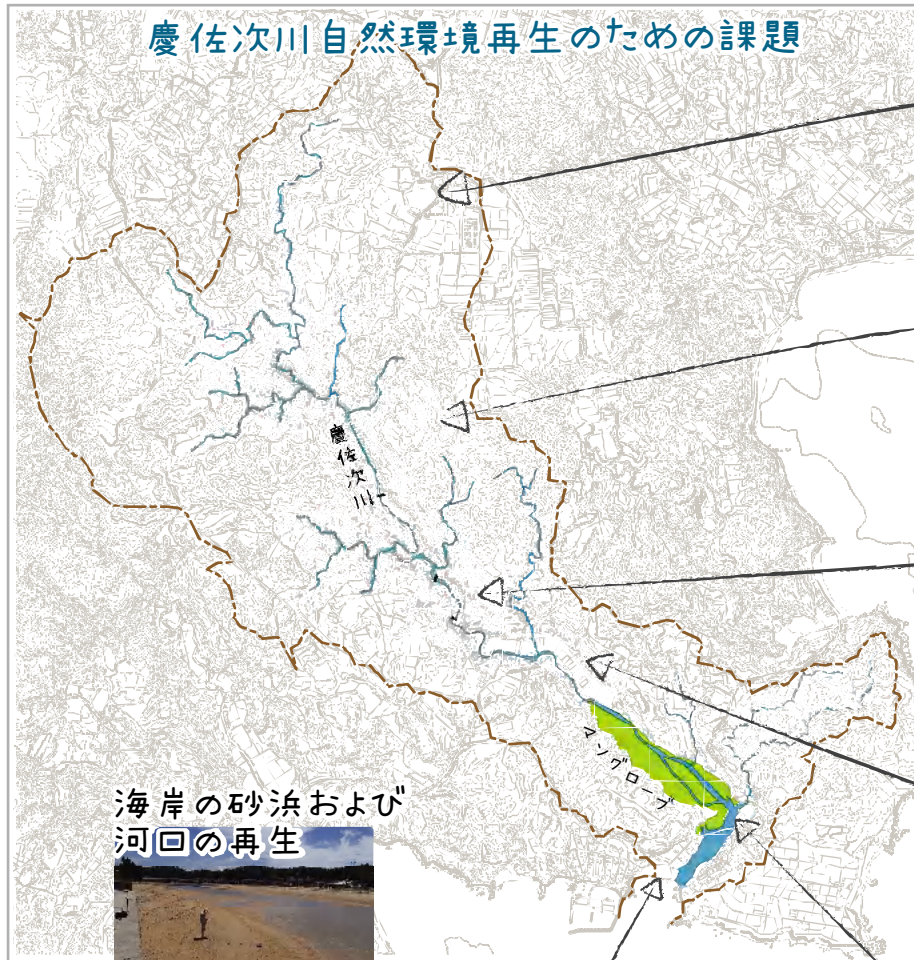 慶佐次川自然環境再生のための課題
慶佐次川
マングローブ
海岸の砂浜および
河口の再生